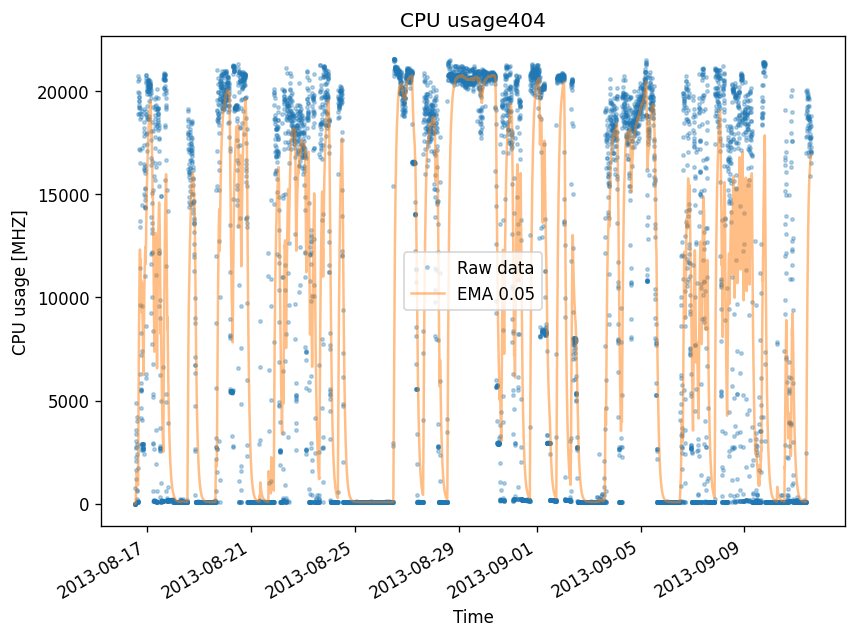 CPU usage404
CPU usage [MHZ]
20000
15000
10000
5000
0
Raw data
EMA 0.05
2013-08-17
2013-08-21
2013-08-25
2013-08-29
2013-09-01
2013-09-05
2013-09-09
Time